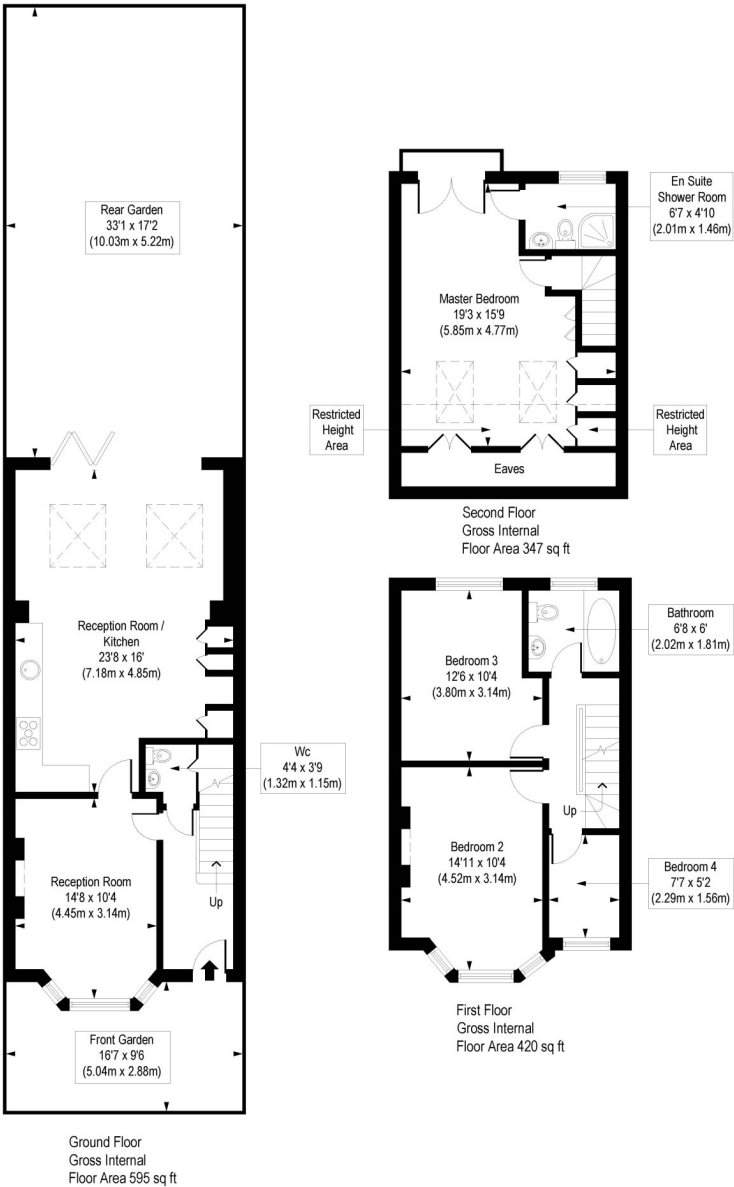 Rear Garden
33'1 x 17'2
(10.03m x 5.22m)
Reception Room /
Kitchen
23'8 x 16'
(7.18m x 4.85m)
Wc
4'4 x 3'9
(1.32m x 1.15m)
Reception Room
14'8 x 10'4
(4.45m x 3.14m)
Up
Front Garden
16'7 x 9'6
(5.04m x 2.88m)
Ground Floor
Gross Internal
Floor Area 595 sq ft
En Suite
Shower Room
6'7 x 4'10
(2.01m x 1.46m)
Master Bedroom
19'3 x 15'9
(5.85m x 4.77m)
Restricted
Height
Area
Restricted
Height
Area
Eaves
Second Floor
Gross Internal
Floor Area 347 sq ft
Bathroom
6'8 x 6'
(2.02m x 1.81m)
Bedroom 3
12'6 x 10'4
(3.80m x 3.14m)
Up
Bedroom 2
14'11 x 10'4
(4.52m x 3.14m)
Bedroom 4
7'7 x 5'2
(2.29m x 1.56m)
First Floor
Gross Internal
Floor Area 420 sq ft